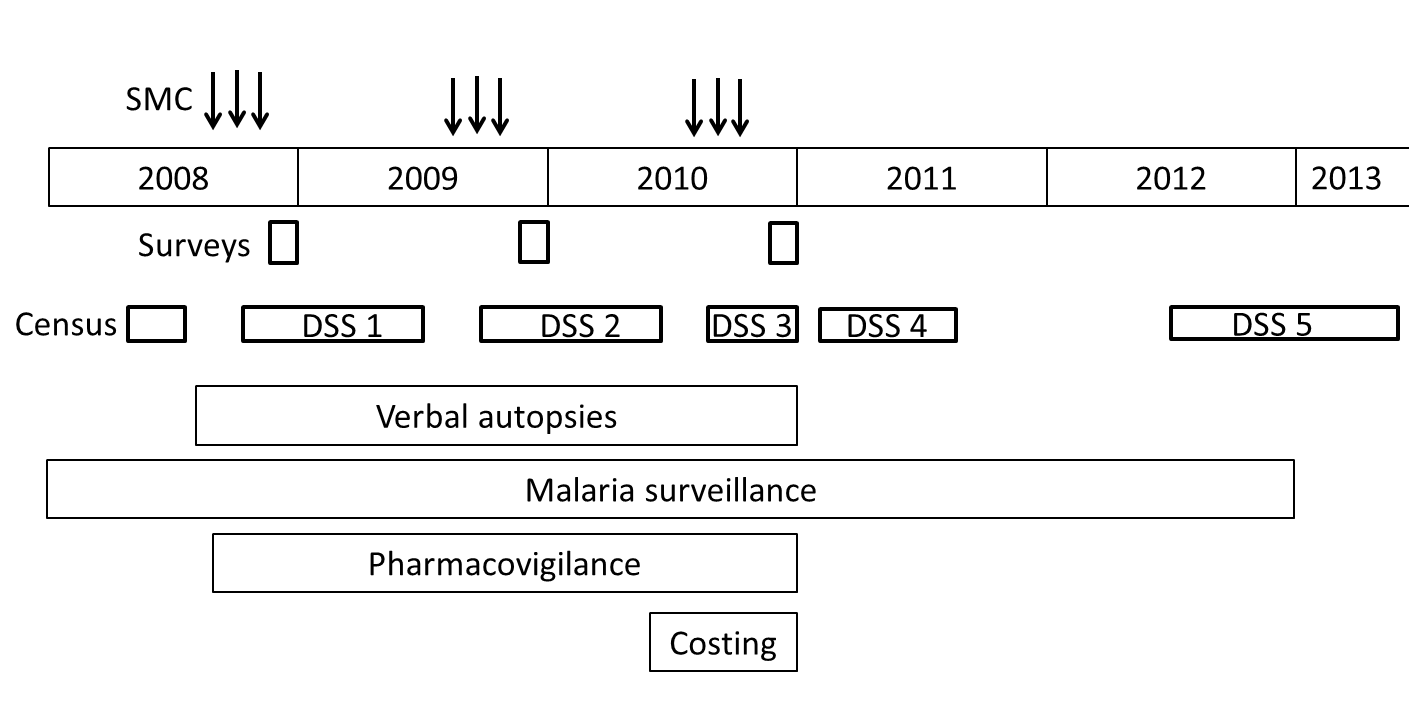 SMC
2008 2009 2010 2011 2012 2013
Surveys
Census DSS 1 DSS 2 DSS 3 DSS 4 DSS 5
Verbal autopsies
Malaria surveillance
Pharmacovigilance
Costing